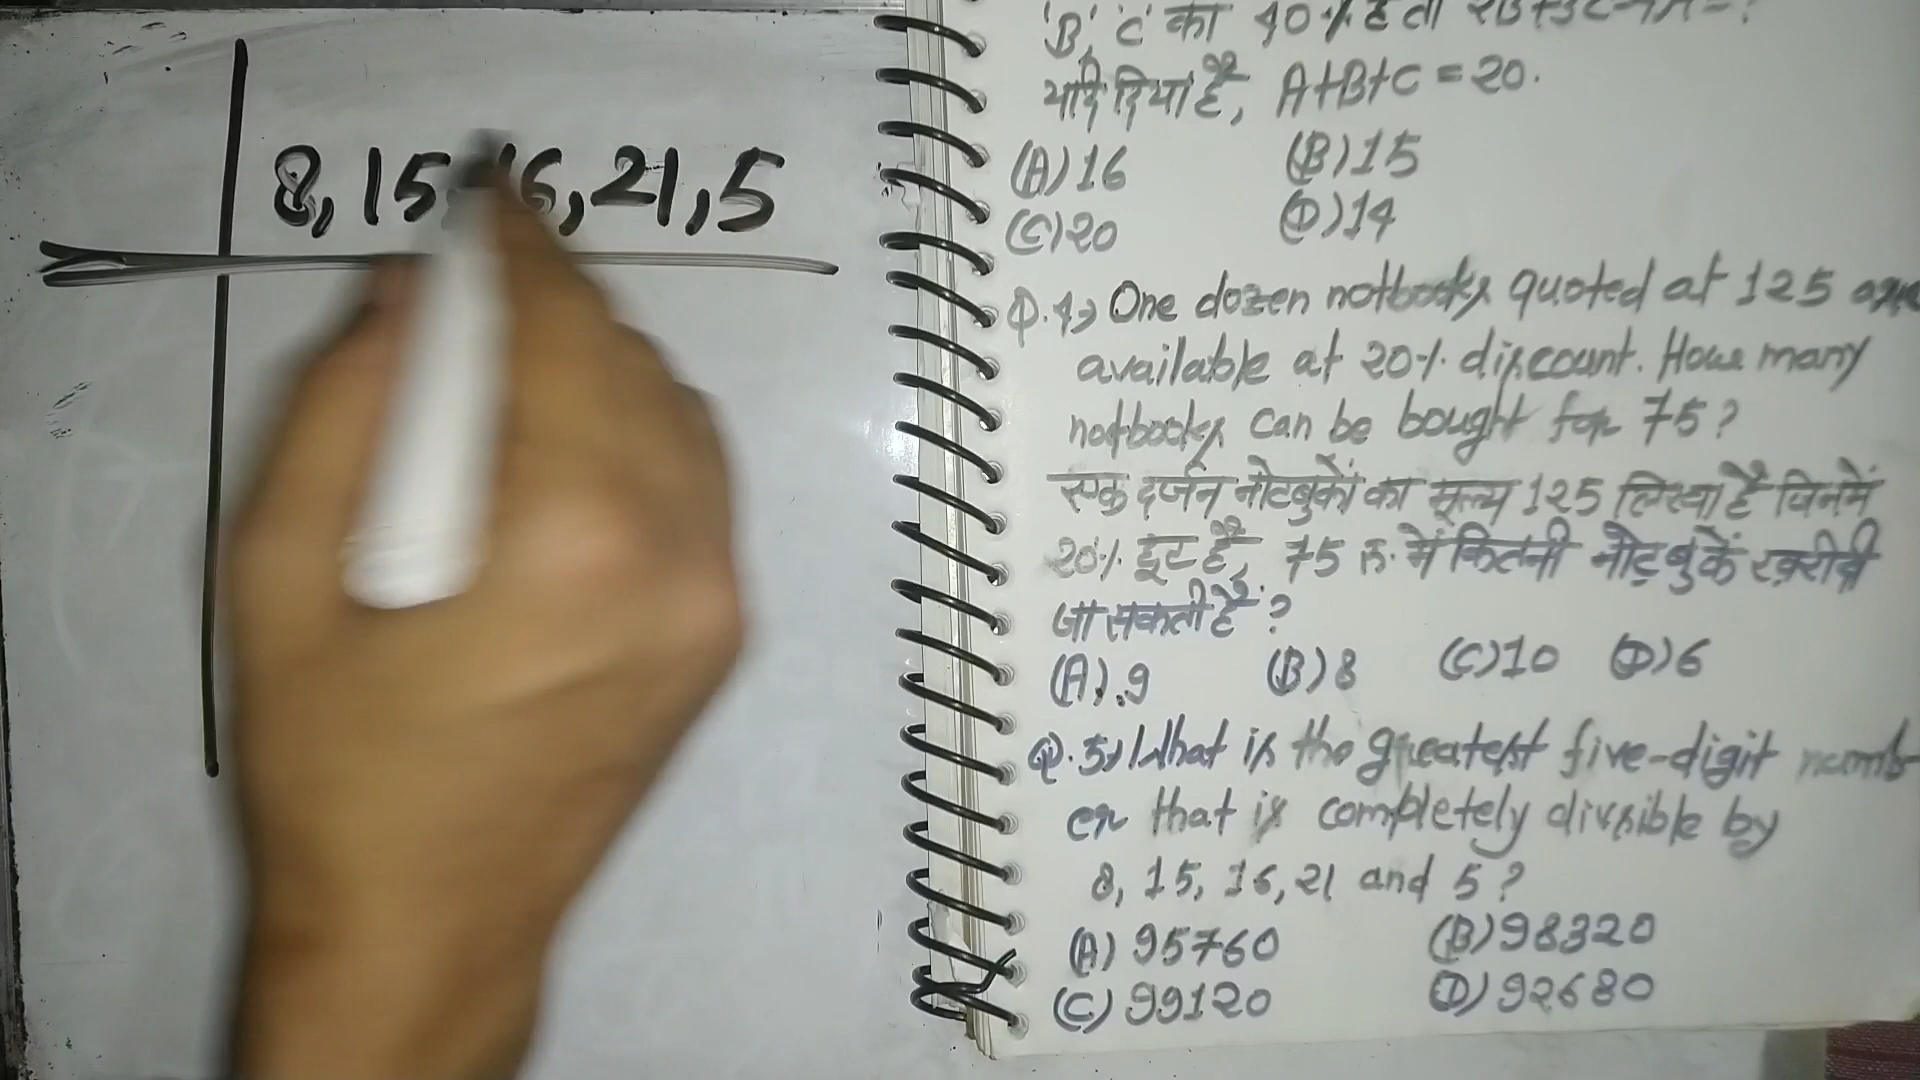 8, 15, 16, 21, 5
'B', 'C' का 40% है तो
यदि दिया है, A+B+C = 20.
(A) 16 (B) 15
(C) 20 (D) 14
Q.4) One dozen notbooks quoted at 125 are
available at 20% discount. How many
notbooks can be bought for 75?
एक दर्जन नोटबुकों का मूल्य 125 लिखा है जिनमें
20% छूट है, 75 रु. में कितनी नोटबुकें खरीदी
जा सकती है?
(A) 9 (B) 8 (C) 10 (D) 6
Q.5) What is the greatest five-digit numb-
er that is completely divisible by
8, 15, 16, 21 and 5?
(A) 95760 (B) 98320
(C) 99120 (D) 92680